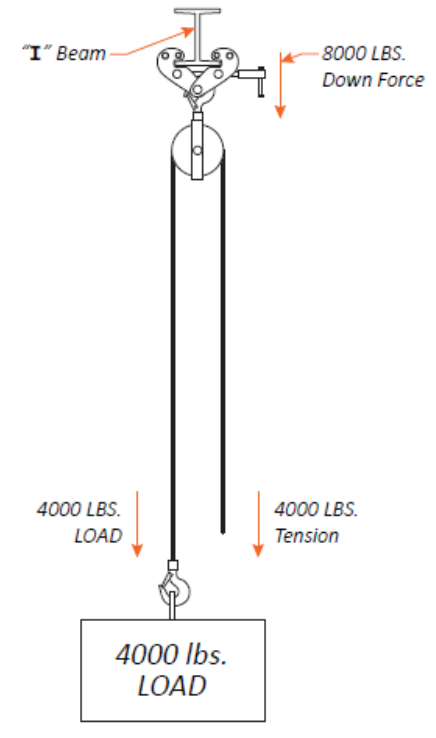 "I" Beam
8000 LBS.
Down Force
4000 LBS.
LOAD
4000 LBS.
Tension
4000 lbs.
LOAD